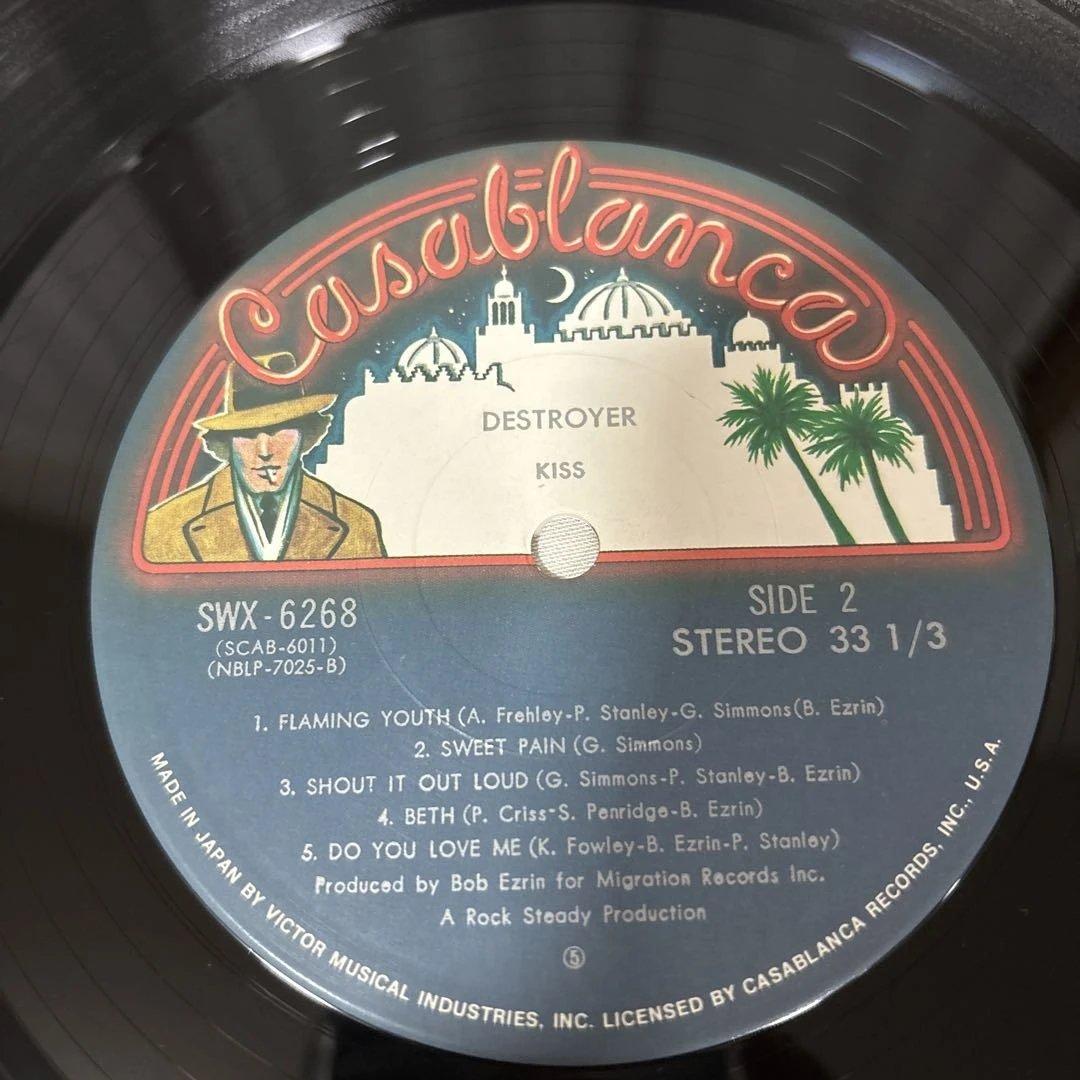 Casablanca
DESTROYER
KISS
SWX-6268
(SCAB-6011)
(NBLP-7025-B)
SIDE 2
STEREO 33 1/3
1. FLAMING YOUTH (A. Frehley-P. Stanley-G. Simmons(B. Ezrin)
2. SWEET PAIN (G. Simmons)
3. SHOUT IT OUT LOUD (G. Simmons-P. Stanley-B. Ezrin)
4. BETH (P. Criss-S. Penridge-B. Ezrin)
5. DO YOU LOVE ME (K. Fowley-B. Ezrin-P. Stanley)
Produced by Bob Ezrin for Migration Records Inc.
A Rock Steady Production
⑤
MADE IN JAPAN BY VICTOR MUSICAL INDUSTRIES, INC. LICENSED BY CASABLANCA RECORDS, INC., U.S.A.